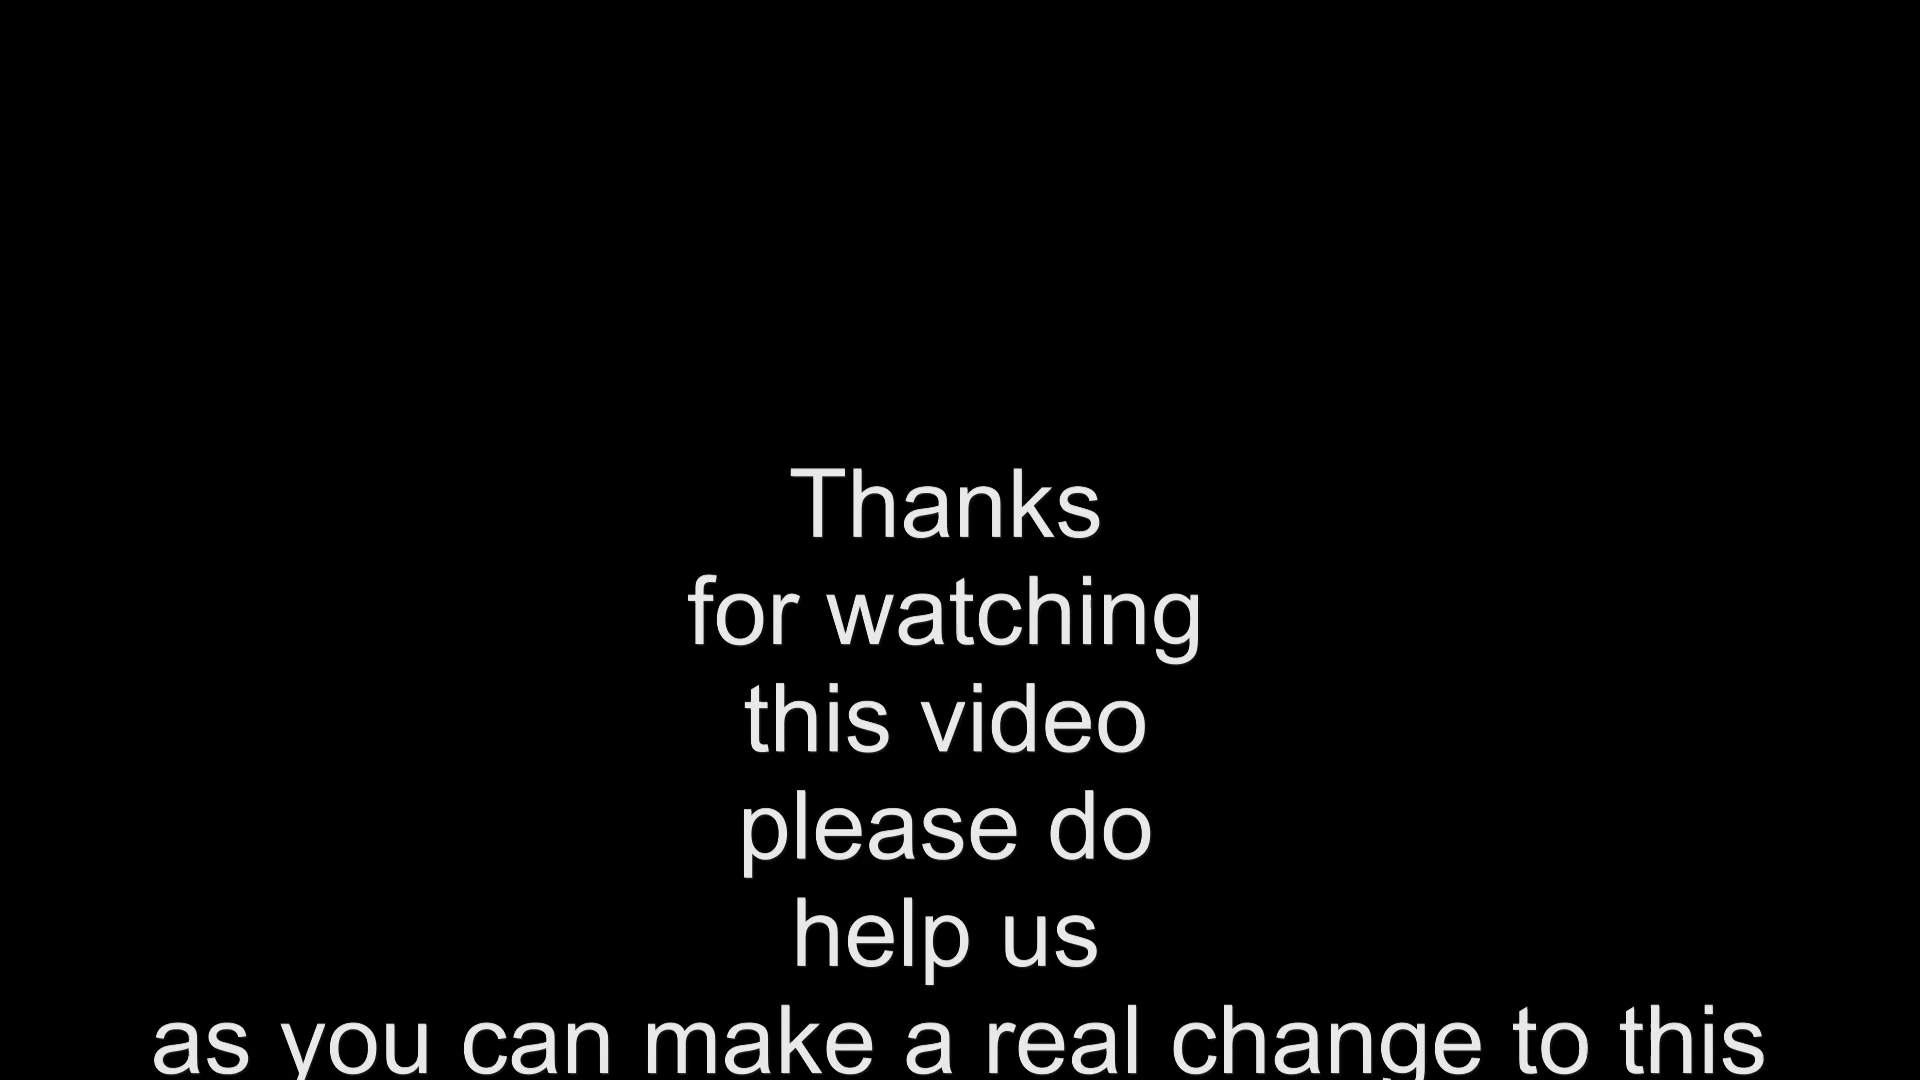 Thanks
for watching
this video
please do
help us
as you can make a real change to this